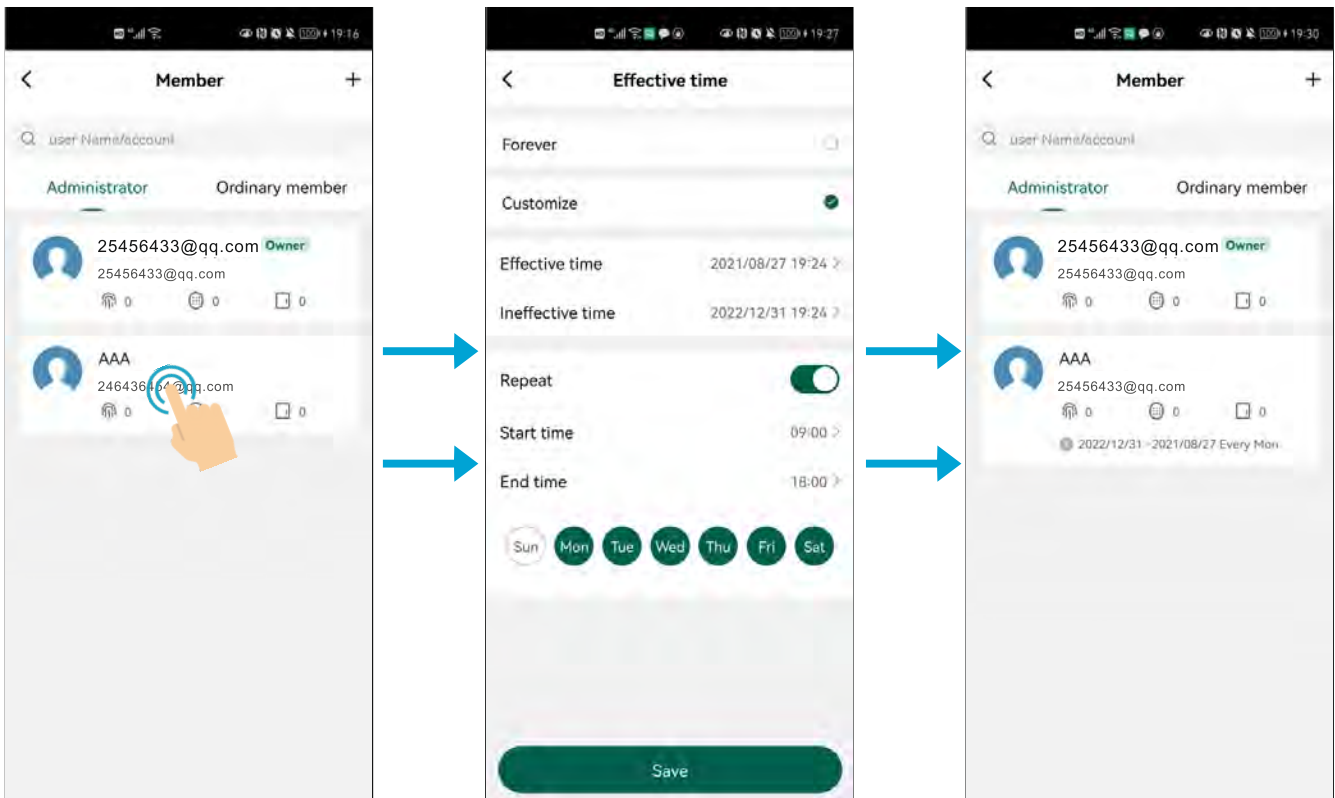 19:16
Member
+
user Name/account
Administrator
Ordinary member
25456433@qq.com Owner
25456433@qq.com
0 0 0
AAA
246436464@qq.com
0 0
19:27
Effective time
Forever
Customize
Effective time 2021/08/27 19:24 >
Ineffective time 2022/12/31 19:24 >
Repeat
Start time 09:00 >
End time 18:00 >
Sun Mon Tue Wed Thu Fri Sat
Save
19:30
Member
+
user Name/account
Administrator
Ordinary member
25456433@qq.com Owner
25456433@qq.com
0 0 0
AAA
25456433@qq.com
0 0 0
2022/12/31 -2021/08/27 Every Mon